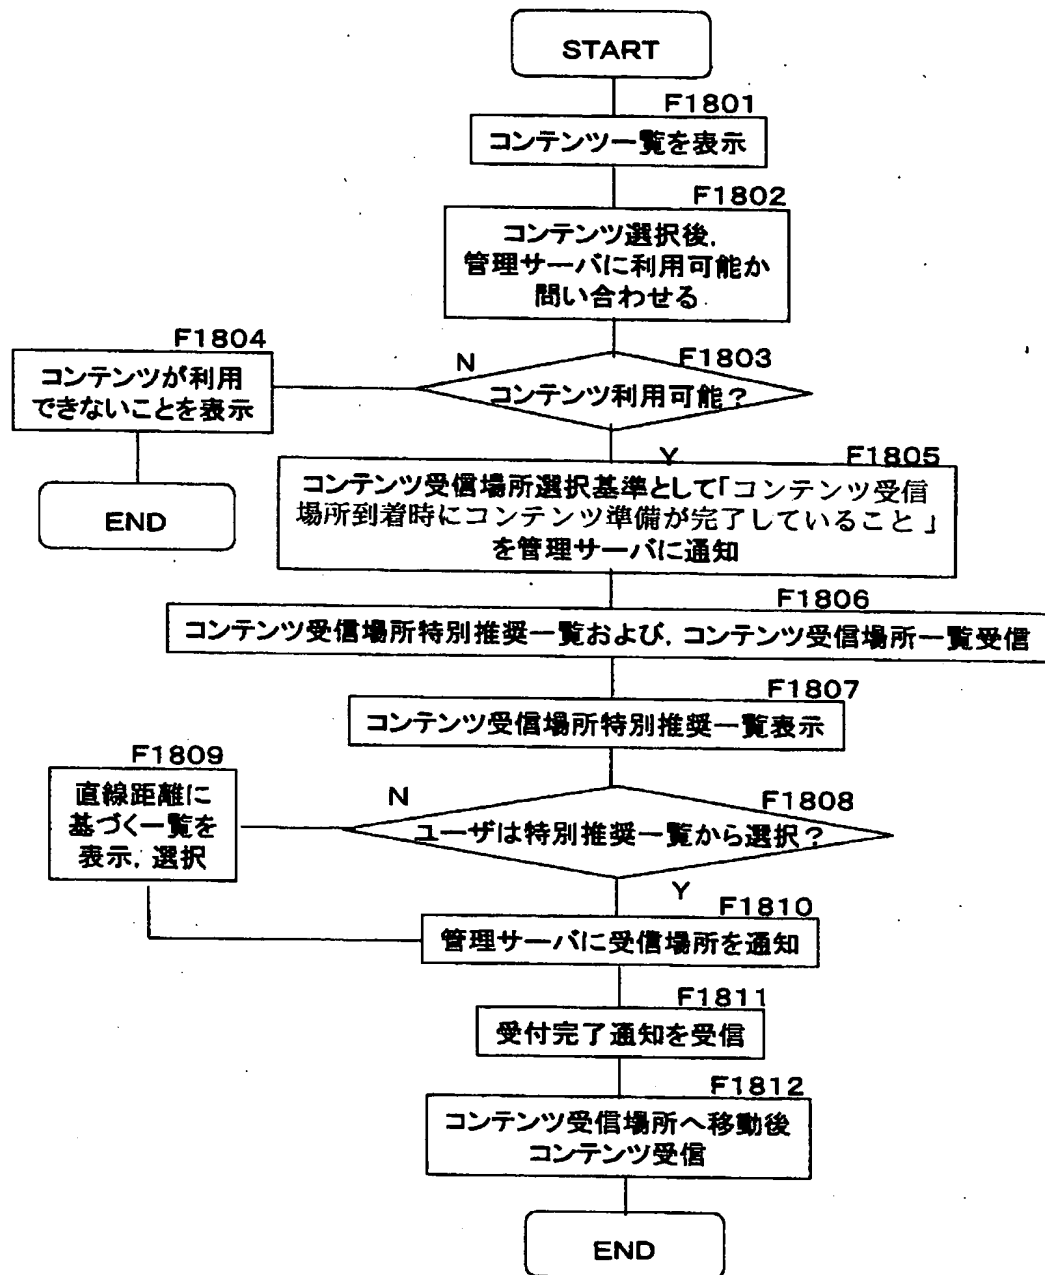 START
F1801
コンテンツ一覧を表示
F1802
コンテンツ選択後,
管理サーバに利用可能か
問い合わせる
F1803
コンテンツ利用可能？
N
F1804
コンテンツが利用
できないことを表示
END
Y
F1805
コンテンツ受信場所選択基準として「コンテンツ受信
場所到着時にコンテンツ準備が完了していること」
を管理サーバに通知
F1806
コンテンツ受信場所特別推奨一覧および,コンテンツ受信場所一覧受信
F1807
コンテンツ受信場所特別推奨一覧表示
F1808
ユーザは特別推奨一覧から選択？
N
F1809
直線距離に
基づく一覧を
表示,選択
Y
F1810
管理サーバに受信場所を通知
F1811
受付完了通知を受信
F1812
コンテンツ受信場所へ移動後
コンテンツ受信
END